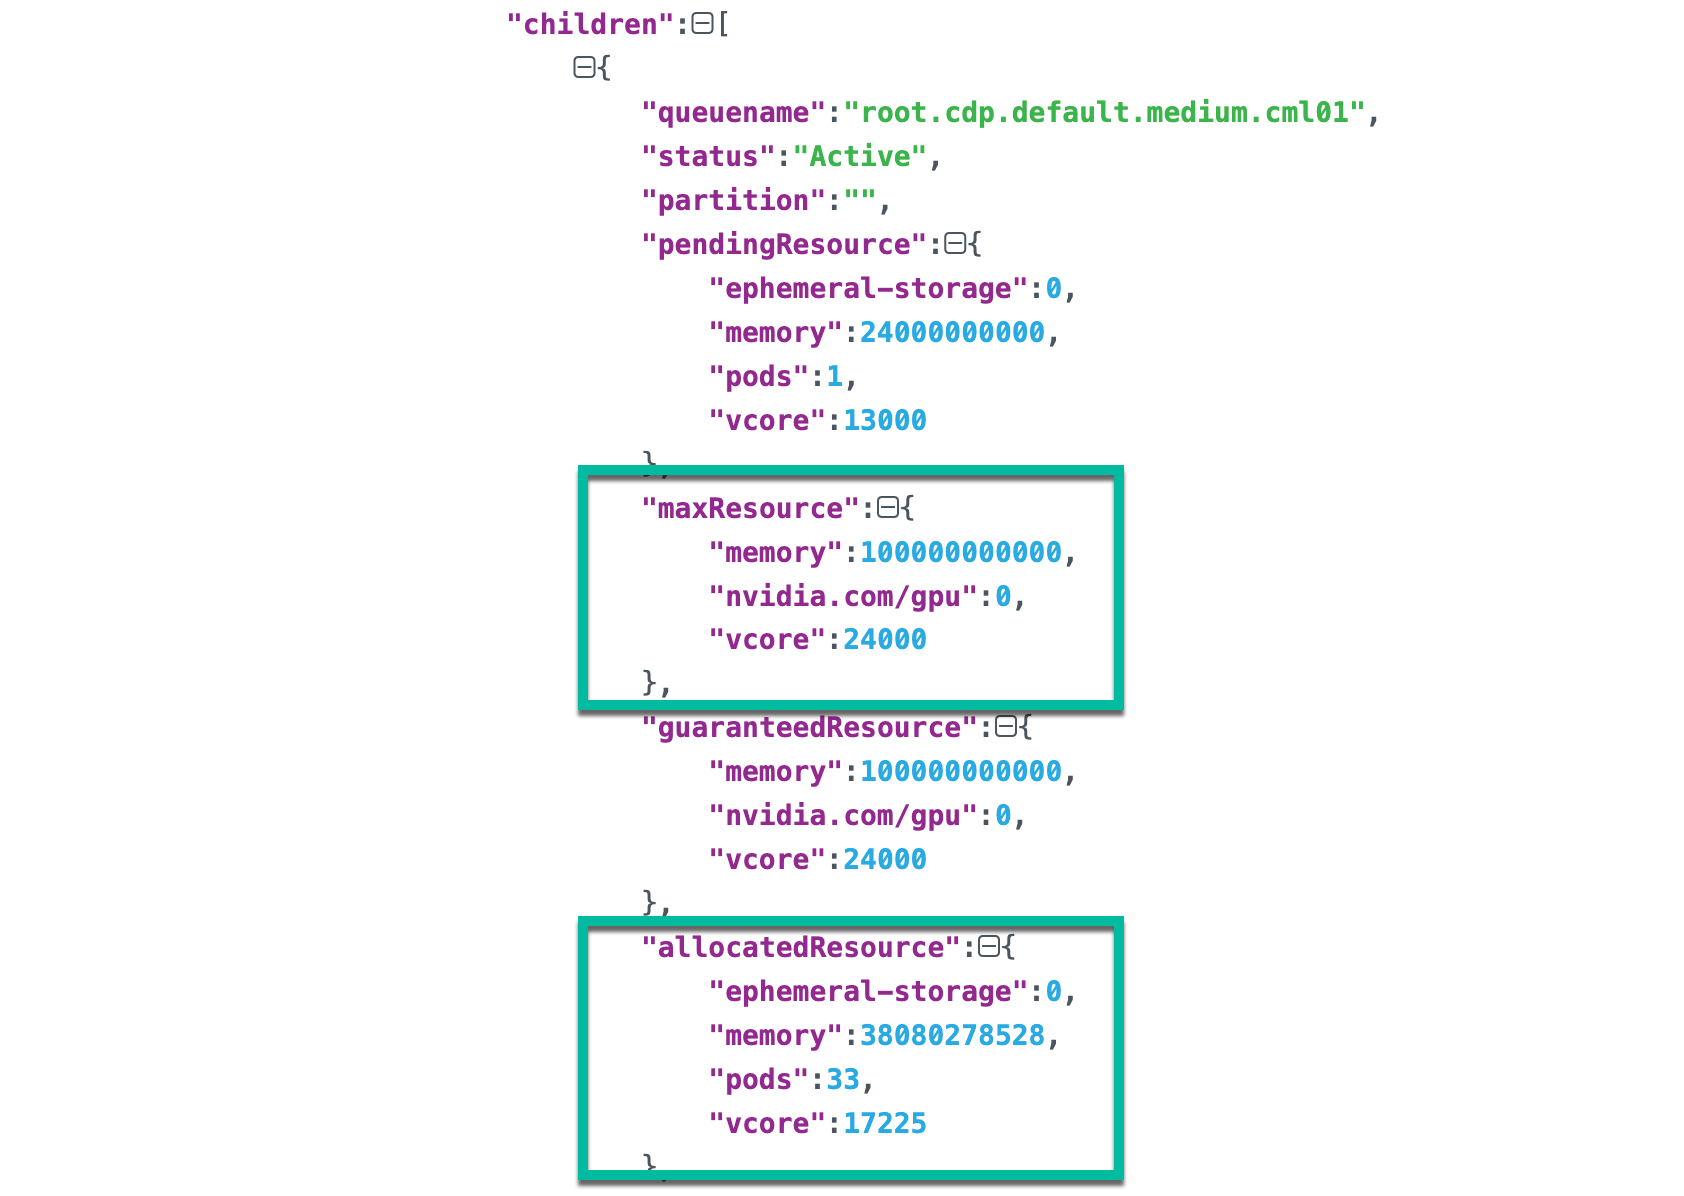 "children":[
{
"queuename":"root.cdp.default.medium.cml01",
"status":"Active",
"partition":"",
"pendingResource":{
"ephemeral-storage":0,
"memory":24000000000,
"pods":1,
"vcore":13000
},
"maxResource":{
"memory":100000000000,
"nvidia.com/gpu":0,
"vcore":24000
},
"guaranteedResource":{
"memory":100000000000,
"nvidia.com/gpu":0,
"vcore":24000
},
"allocatedResource":{
"ephemeral-storage":0,
"memory":38080278528,
"pods":33,
"vcore":17225
},